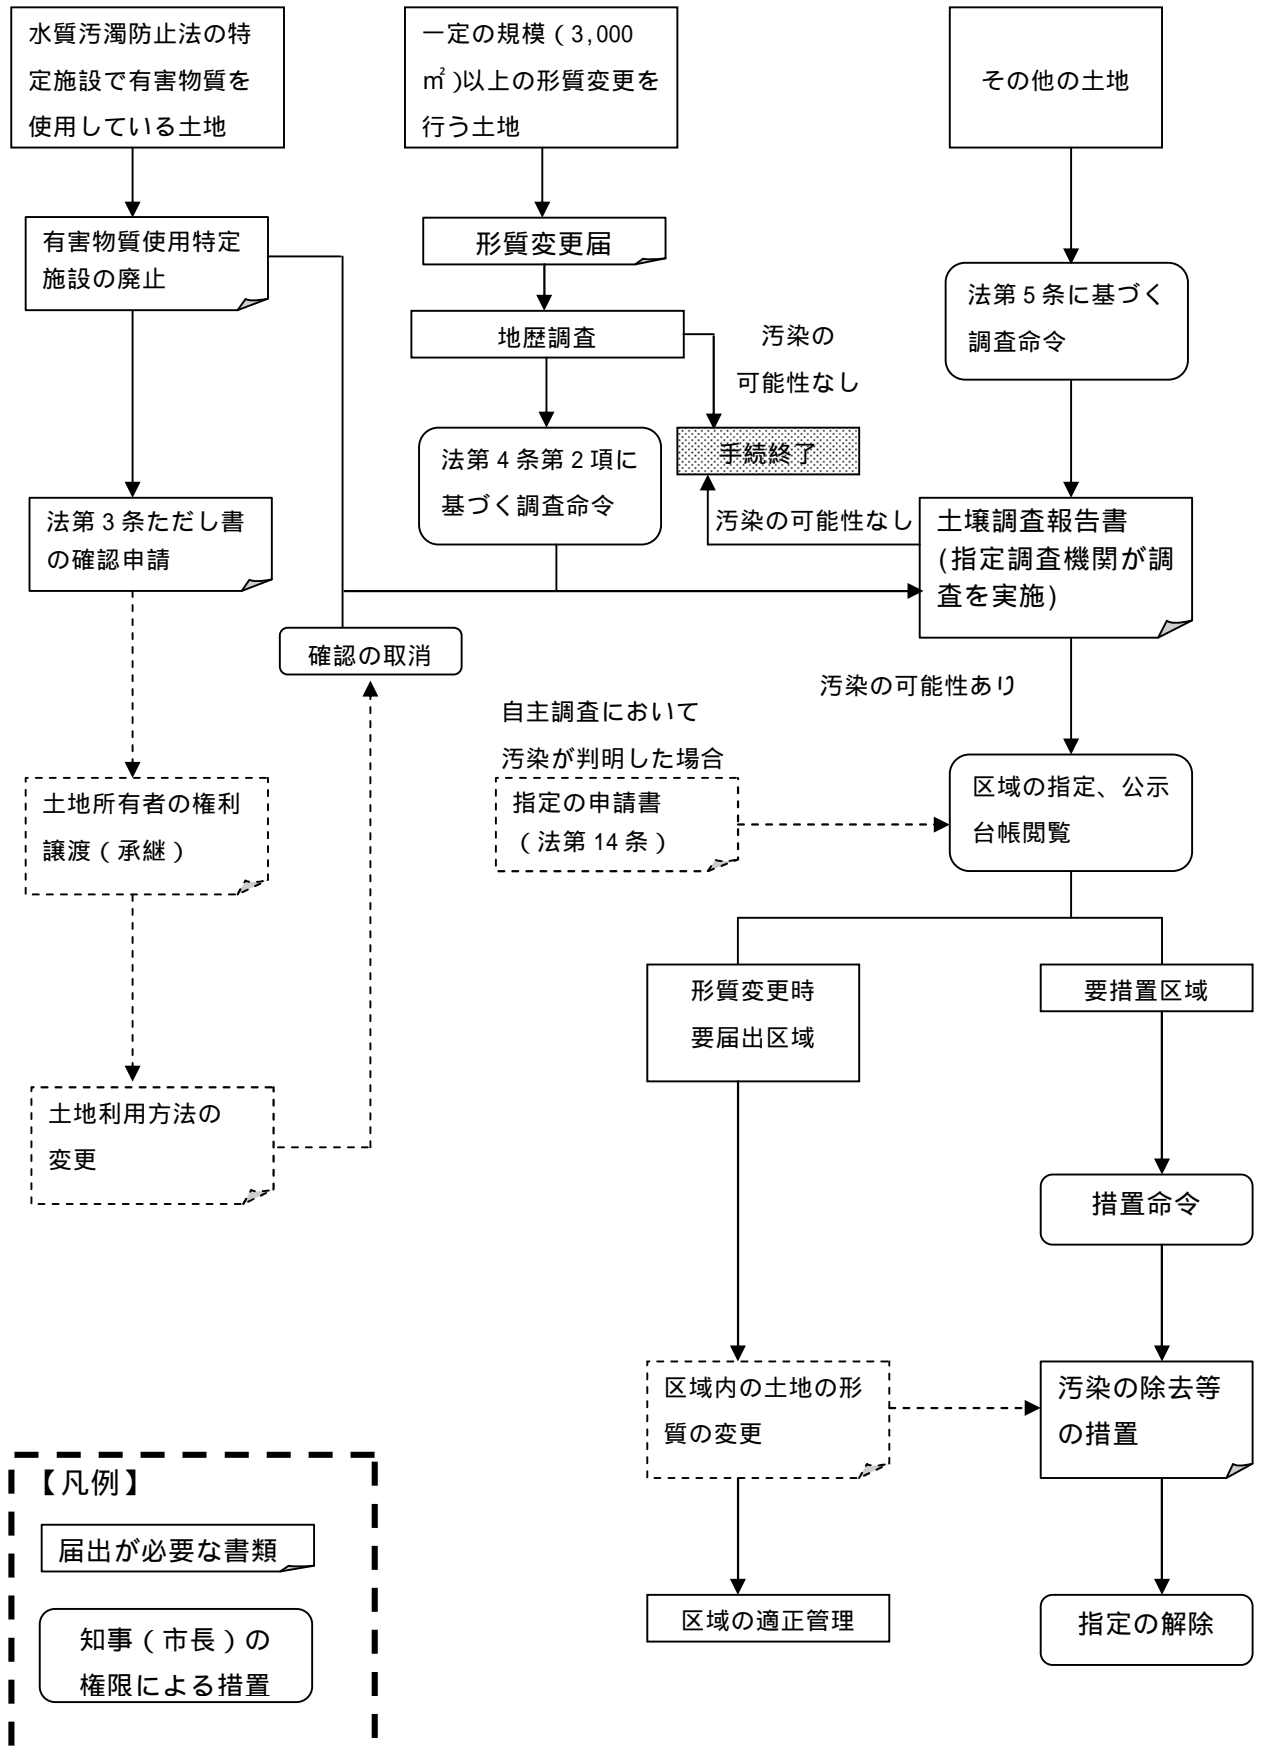 水質汚濁防止法の特
定施設で有害物質を
使用している土地
一定の規模（3,000
㎡）以上の形質変更を
行う土地
その他の土地
有害物質使用特定
施設の廃止
形質変更届
地歴調査
汚染の
可能性なし
法第５条に基づく
調査命令
法第４条第２項に
基づく調査命令
手続終了
法第３条ただし書
の確認申請
汚染の可能性なし
土壌調査報告書
(指定調査機関が調
査を実施)
確認の取消
汚染の可能性あり
自主調査において
汚染が判明した場合
土地所有者の権利
譲渡（承継）
指定の申請書
（法第14条）
区域の指定、公示
台帳閲覧
形質変更時
要届出区域
要措置区域
土地利用方法の
変更
措置命令
区域内の土地の形
質の変更
汚染の除去等
の措置
区域の適正管理
指定の解除
【凡例】
届出が必要な書類
知事（市長）の
権限による措置